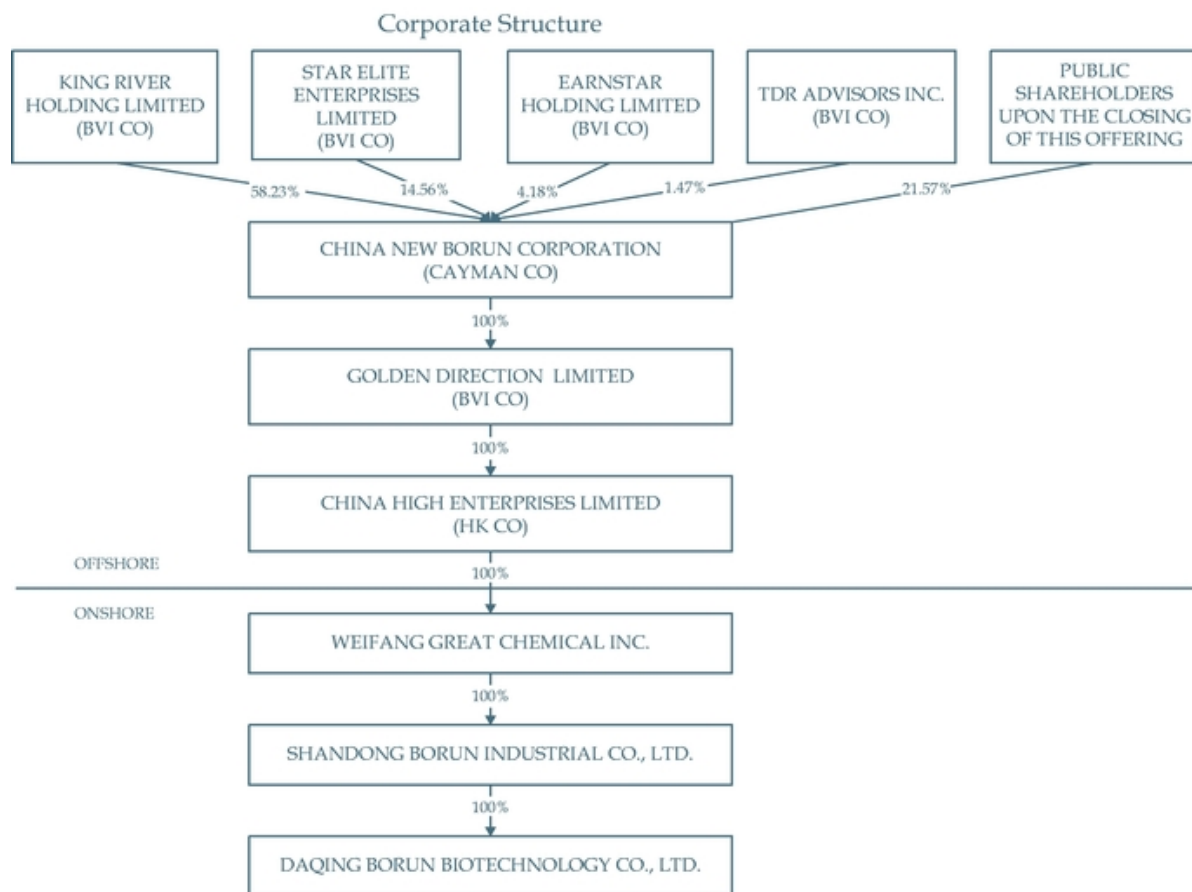 Corporate Structure
KING RIVER
HOLDING LIMITED
(BVI CO)
STAR ELITE
ENTERPRISES
LIMITED
(BVI CO)
EARNSTAR
HOLDING LIMITED
(BVI CO)
TDR ADVISORS INC.
(BVI CO)
PUBLIC
SHAREHOLDERS
UPON THE CLOSING
OF THIS OFFERING
58.23%
14.56%
4.18%
1.47%
21.57%
CHINA NEW BORUN CORPORATION
(CAYMAN CO)
100%
GOLDEN DIRECTION LIMITED
(BVI CO)
100%
CHINA HIGH ENTERPRISES LIMITED
(HK CO)
OFFSHORE
100%
ONSHORE
WEIFANG GREAT CHEMICAL INC.
100%
SHANDONG BORUN INDUSTRIAL CO., LTD.
100%
DAQING BORUN BIOTECHNOLOGY CO., LTD.